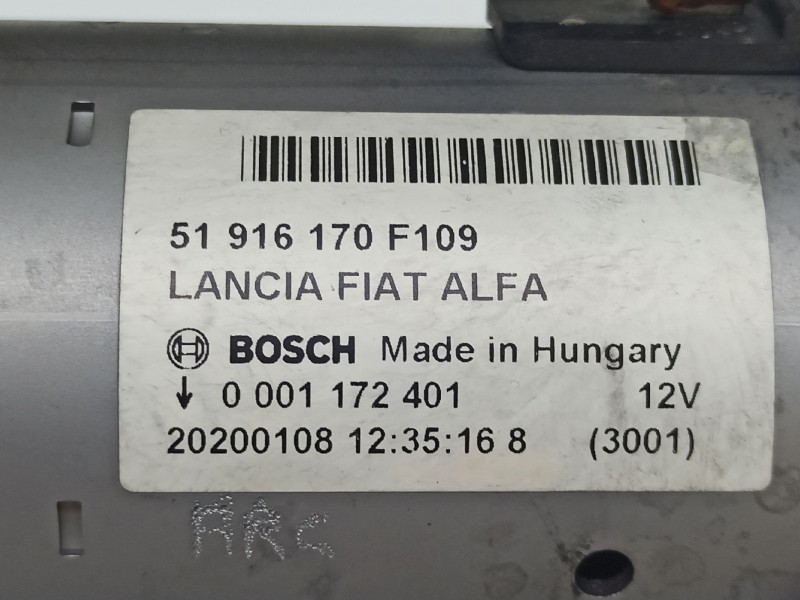 51 916 170 F109
LANCIA FIAT ALFA
BOSCH Made in Hungary
↓ 0 001 172 401 12V
20200108 12:35:16 8 (3001)
ARC